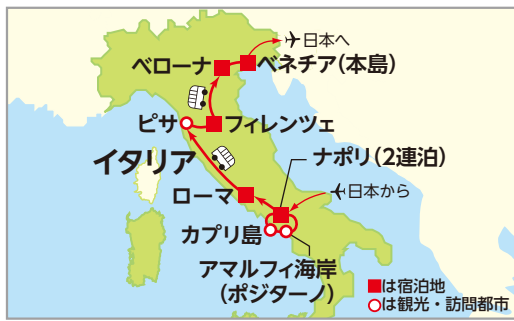 ✈日本へ
ベローナ
ベネチア(本島)
ピサ
フィレンツェ
イタリア
ナポリ(2連泊)
ローマ
✈日本から
カプリ島
アマルフィ海岸
(ポジターノ)
■は宿泊地
○は観光・訪問都市